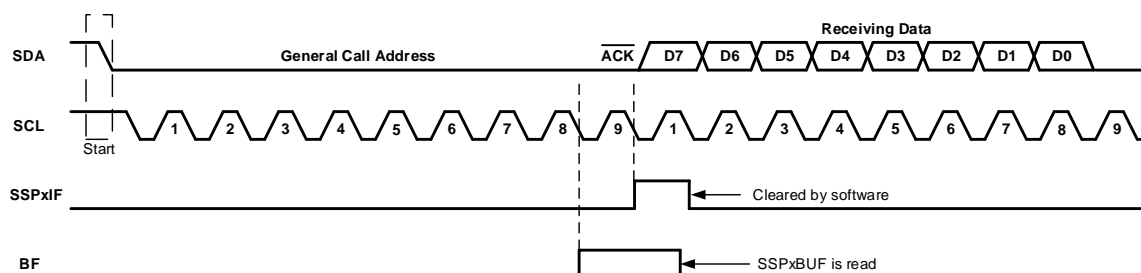 Receiving Data
SDA General Call Address ACK D7 D6 D5 D4 D3 D2 D1 D0
SCL 1 2 3 4 5 6 7 8 9 1 2 3 4 5 6 7 8 9
Start
SSPxIF Cleared by software
BF SSPxBUF is read